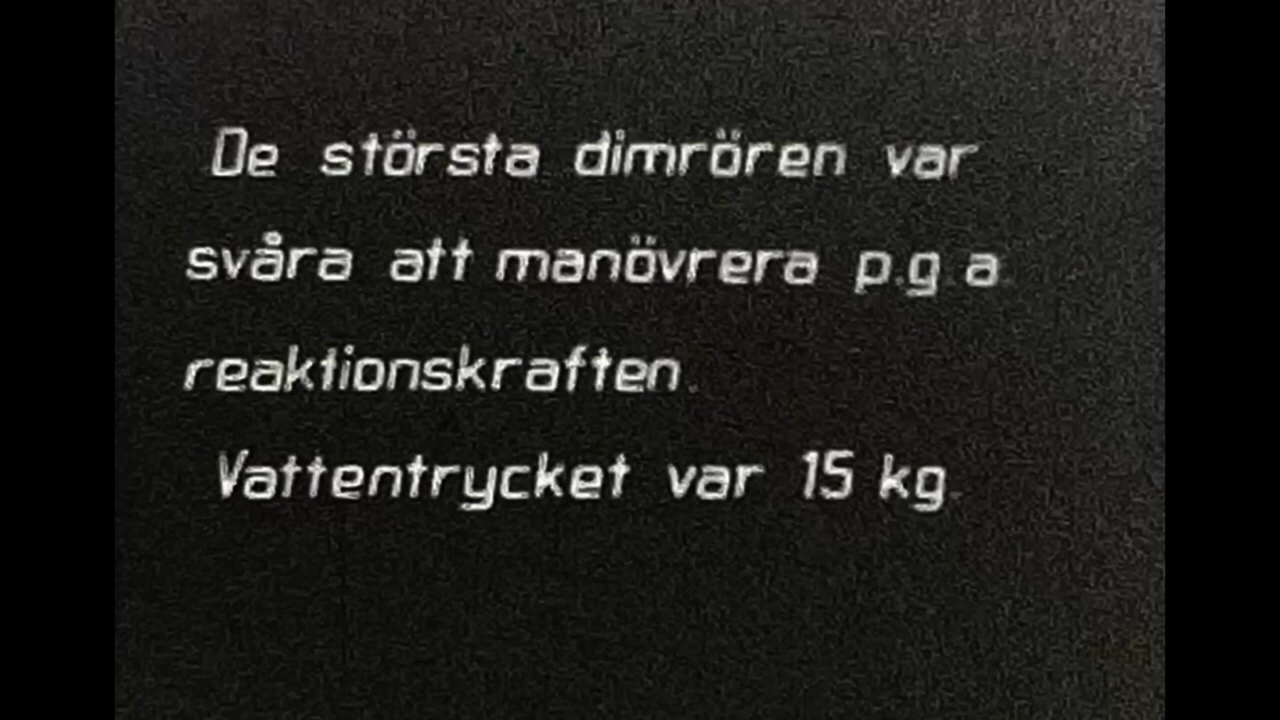 De största dimrören var
svåra att manövrera p.g.a
reaktionskraften.
Vattentrycket var 15 kg.